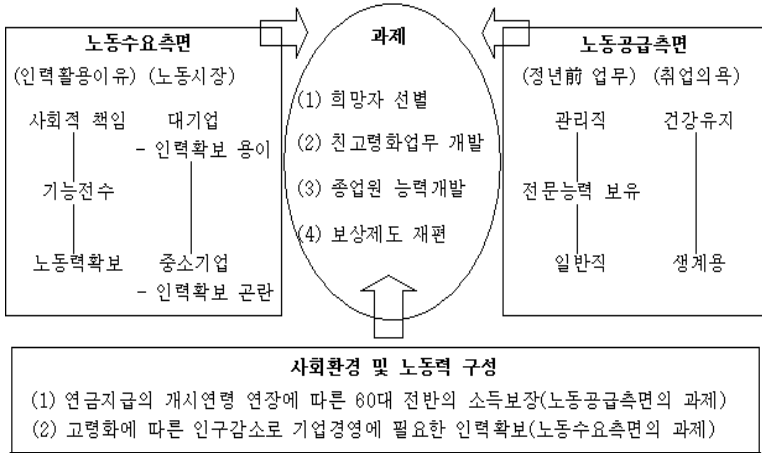 노동수요측면
(인력활용이유) (노동시장)
사회적 책임
대기업
- 인력확보 용이
기능전수
노동력확보
중소기업
- 인력확보 곤란
과제
(1) 희망자 선별
(2) 친고령화업무 개발
(3) 종업원 능력개발
(4) 보상제도 재편
노동공급측면
(정년前 업무) (취업의욕)
관리직
건강유지
전문능력 보유
일반직
생계용
사회환경 및 노동력 구성
(1) 연금지급의 개시연령 연장에 따른 60대 전반의 소득보장(노동공급측면의 과제)
(2) 고령화에 따른 인구감소로 기업경영에 필요한 인력확보(노동수요측면의 과제)